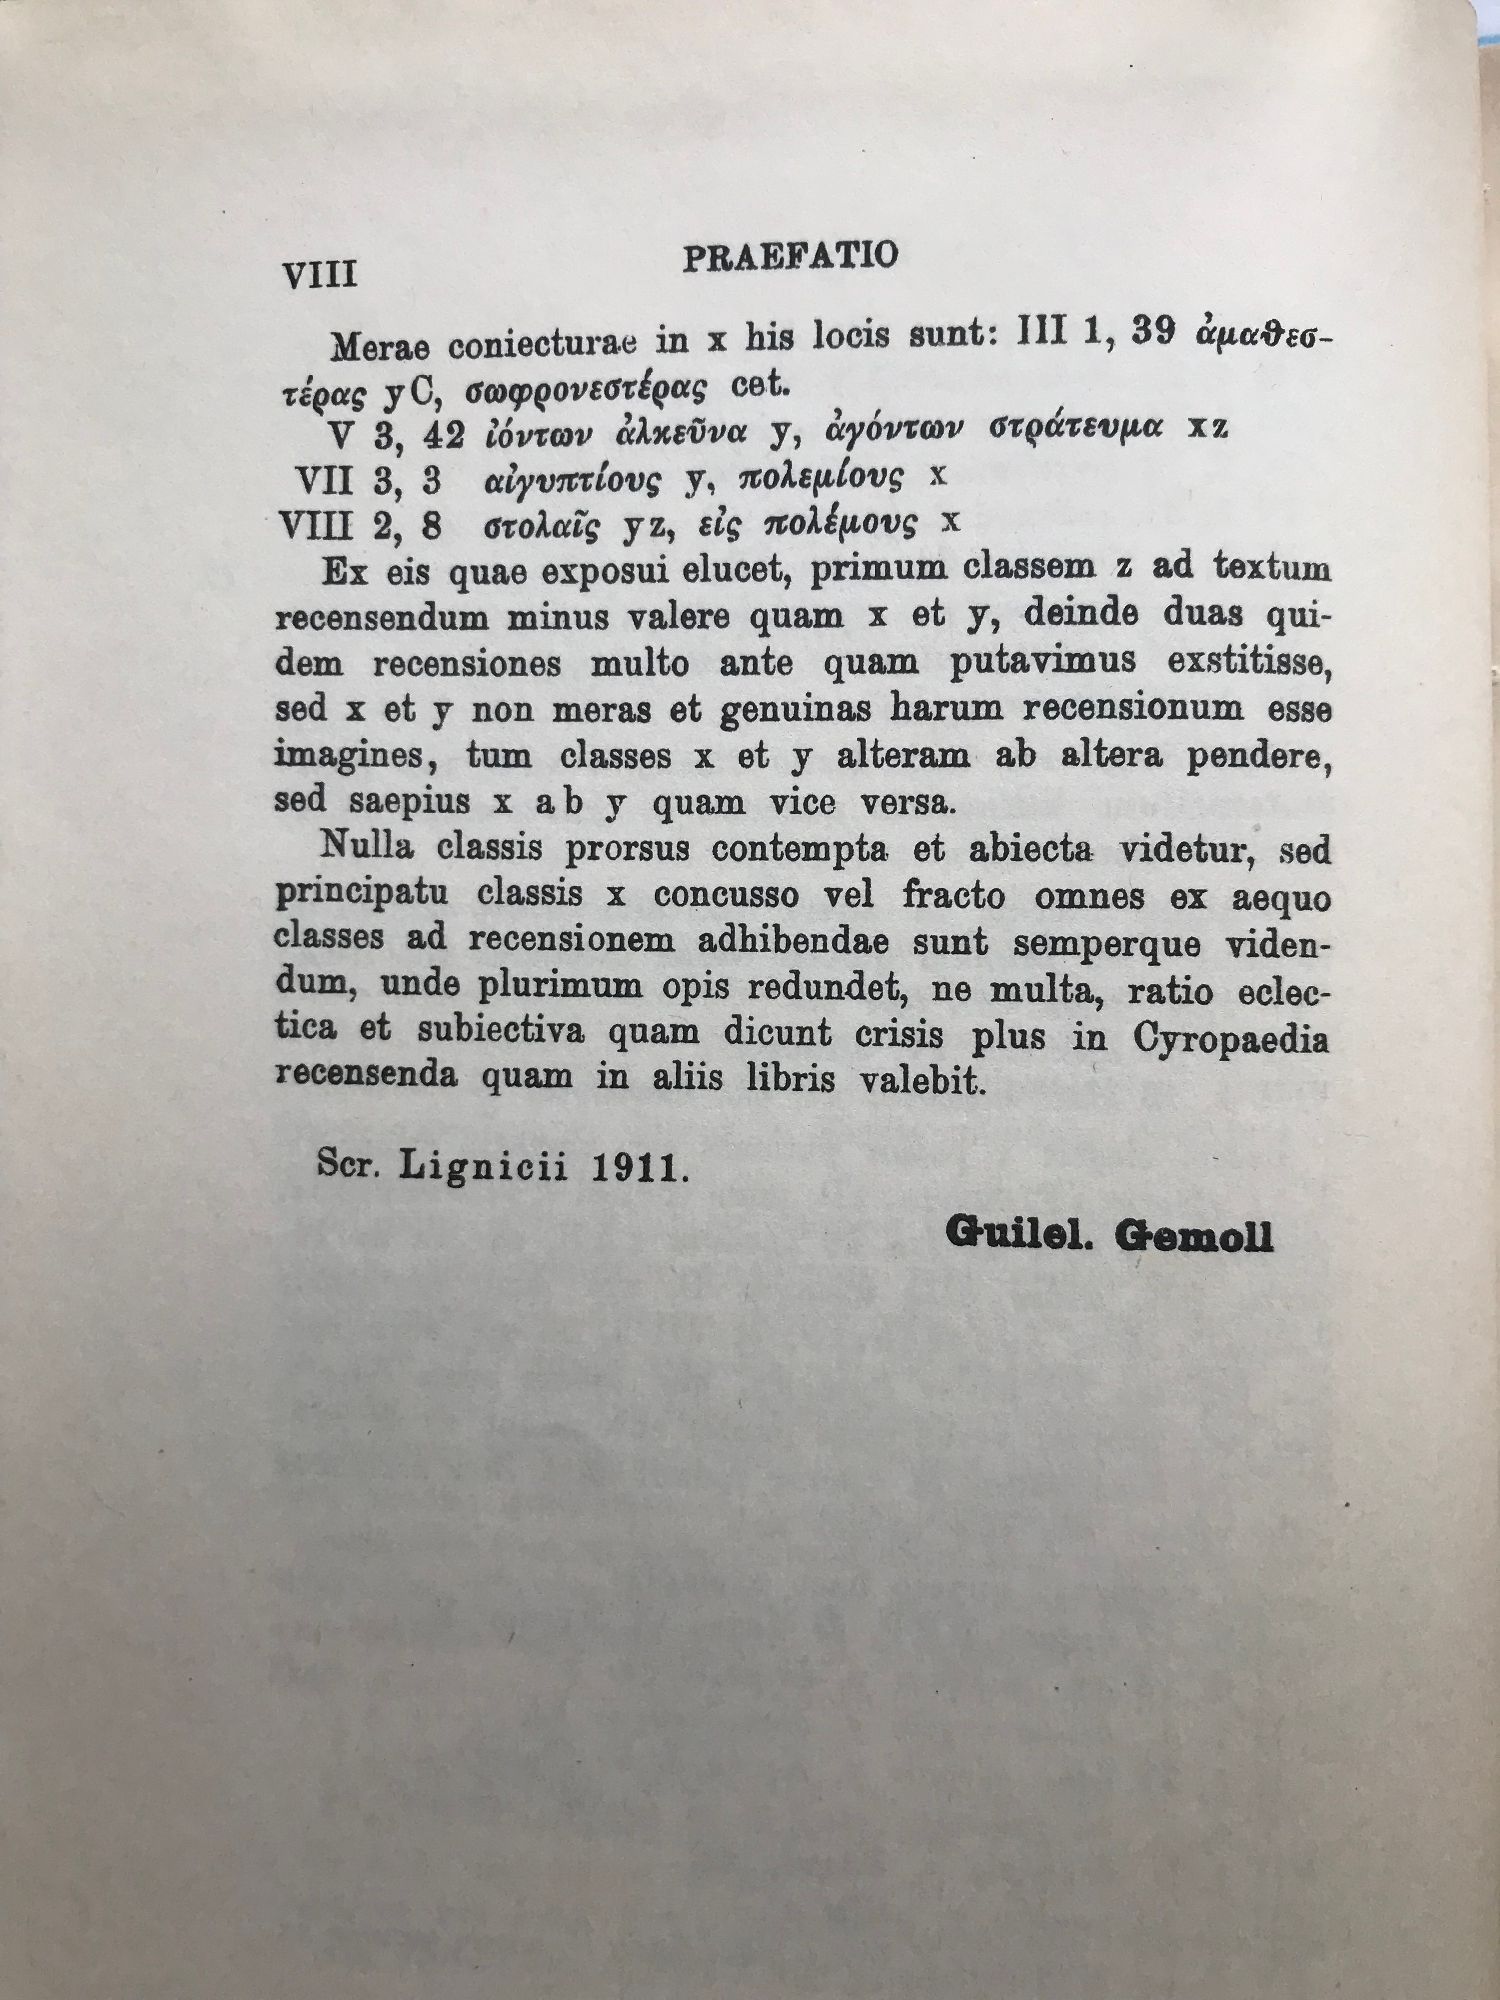 VIII PRAEFATIO
Merae coniecturae in x his locis sunt: III 1, 39 ἀμαθεσ-
τέρας yC, σωφρονεστέρας cet.
V 3, 42 ἰόντων ἀλκεῦνα y, ἀγόντων στράτευμα xz
VII 3, 3 αἰγυπτίους y, πολεμίους x
VIII 2, 8 στολαῖς yz, εἰς πολέμους x
Ex eis quae exposui elucet, primum classem z ad textum
recensendum minus valere quam x et y, deinde duas qui-
dem recensiones multo ante quam putavimus exstitisse,
sed x et y non meras et genuinas harum recensionum esse
imagines, tum classes x et y alteram ab altera pendere,
sed saepius x ab y quam vice versa.
Nulla classis prorsus contempta et abiecta videtur, sed
principatu classis x concusso vel fracto omnes ex aequo
classes ad recensionem adhibendae sunt semperque viden-
dum, unde plurimum opis redundet, ne multa, ratio eclec-
tica et subiectiva quam dicunt crisis plus in Cyropaedia
recensenda quam in aliis libris valebit.
Scr. Lignicii 1911.
Guilel. Gemoll